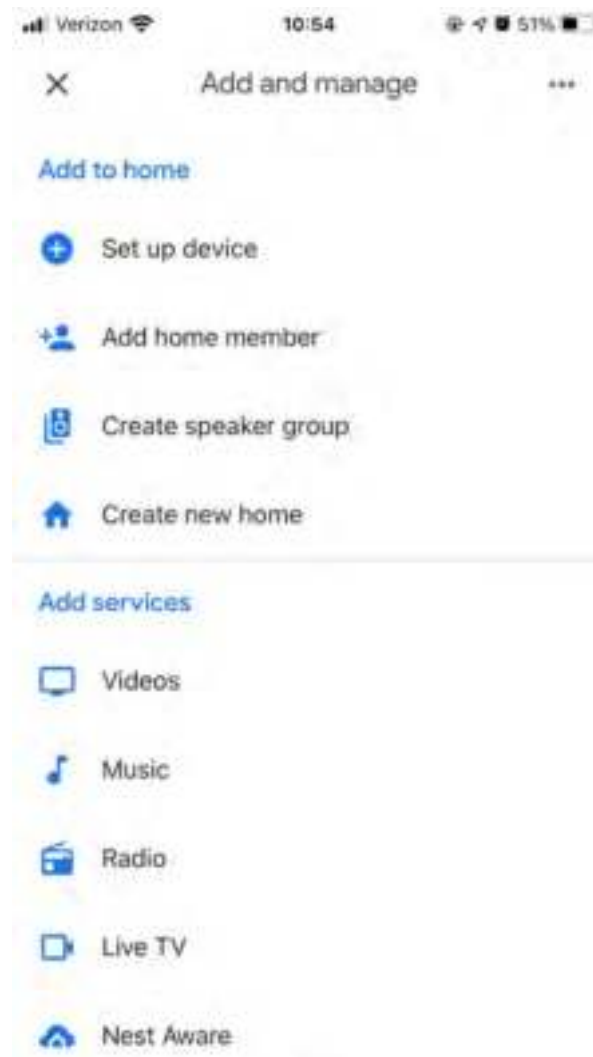 Verizon 10:54 51%
Add and manage
Add to home
Set up device
Add home member
Create speaker group
Create new home
Add services
Videos
Music
Radio
Live TV
Nest Aware